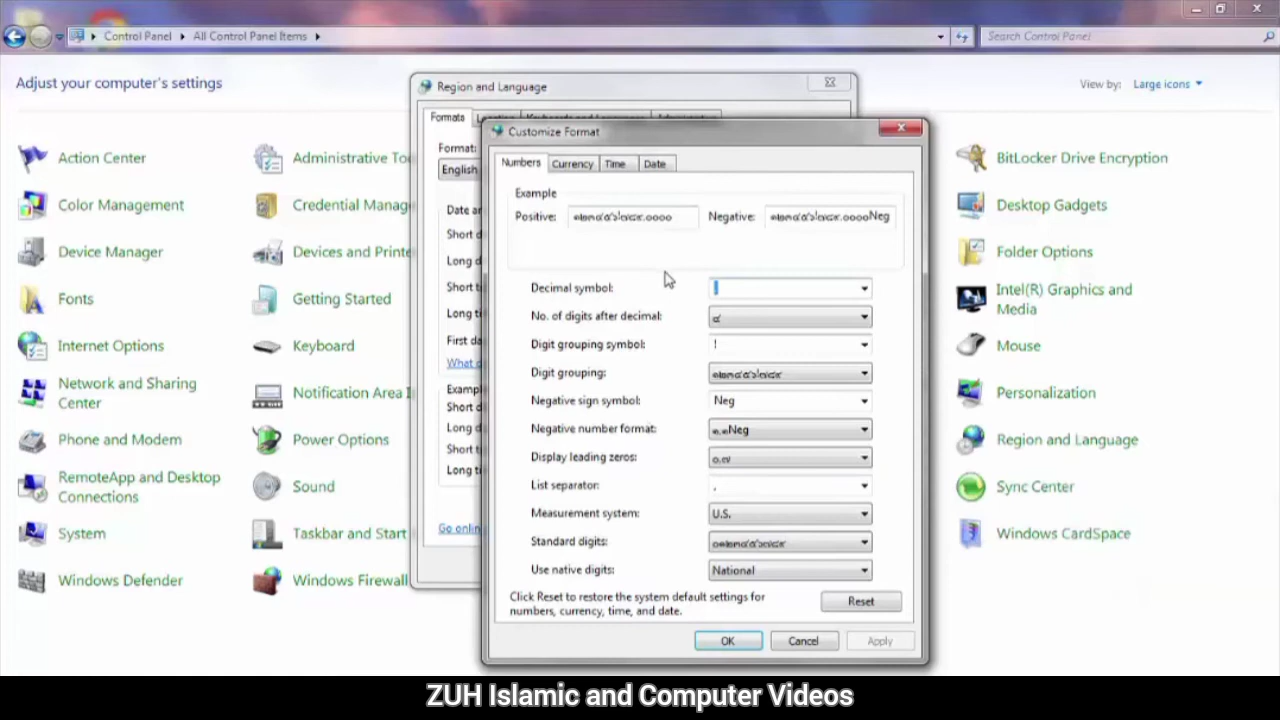 Control Panel ▸ All Control Panel Items ▸
Search Control Panel
Adjust your computer's settings
View by: Large icons
Action Center
Color Management
Device Manager
Fonts
Internet Options
Network and Sharing
Center
Phone and Modem
RemoteApp and Desktop
Connections
System
Windows Defender
Administrative
Credential
Devices and
Getting Started
Keyboard
Notification Area
Power Options
Sound
Taskbar and Start
Windows Firewall
Region and Language
Formats
Format:
English
Date
Short
Long
Short
Long
First
What
Short
Long
Short
Long
Go
Customize Format
Numbers Currency Time Date
Example
Positive:
Negative: Neg
Decimal symbol:
No. of digits after decimal:
Digit grouping symbol: !
Digit grouping:
Negative sign symbol: Neg
Negative number format: Neg
Display leading zeros:
List separator: ,
Measurement system: U.S.
Standard digits:
Use native digits: National
Click Reset to restore the system default settings for
numbers, currency, time, and date.
Reset
OK Cancel Apply
BitLocker Drive Encryption
Desktop Gadgets
Folder Options
Intel(R) Graphics and
Media
Mouse
Personalization
Region and Language
Sync Center
Windows CardSpace
ZUH Islamic and Computer Videos